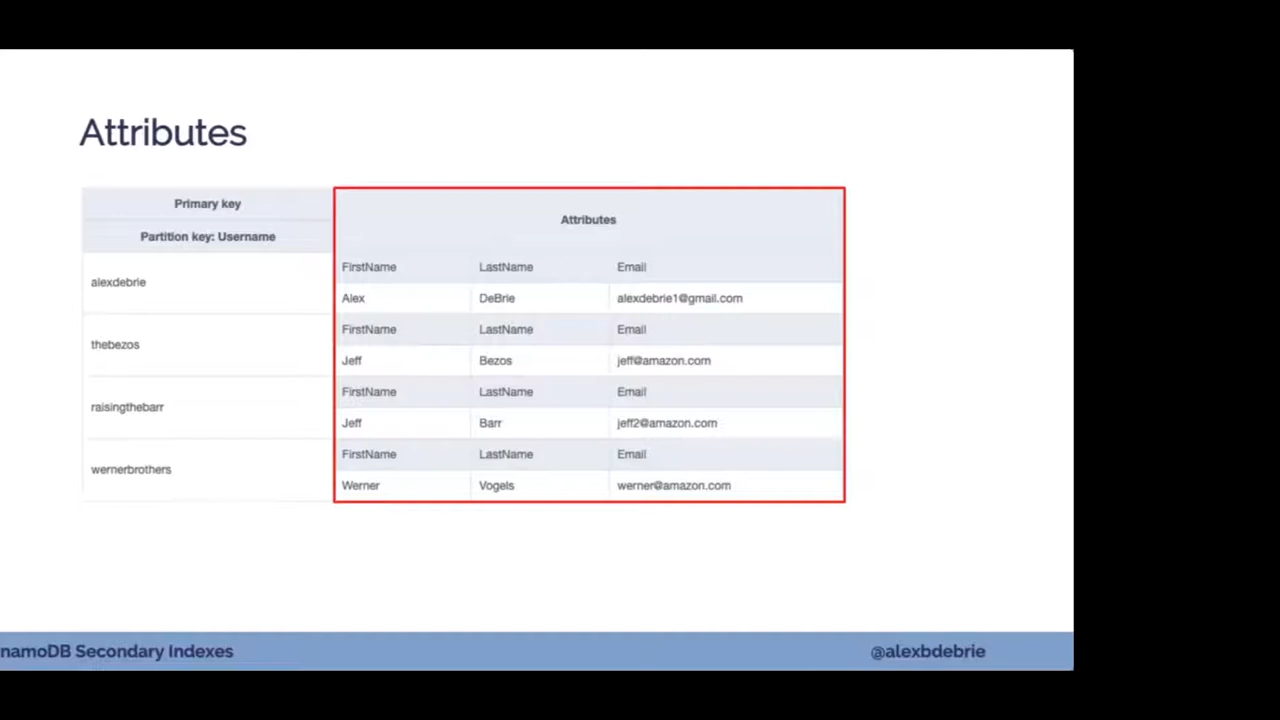 Attributes
Primary key
Attributes
Partition key: Username
alexdebrie
FirstName LastName Email
Alex DeBrie alexdebrie1@gmail.com
thebezos
FirstName LastName Email
Jeff Bezos jeff@amazon.com
raisingthebarr
FirstName LastName Email
Jeff Barr jeff2@amazon.com
wernerbrothers
FirstName LastName Email
Werner Vogels werner@amazon.com
namoDB Secondary Indexes
@alexbdebrie